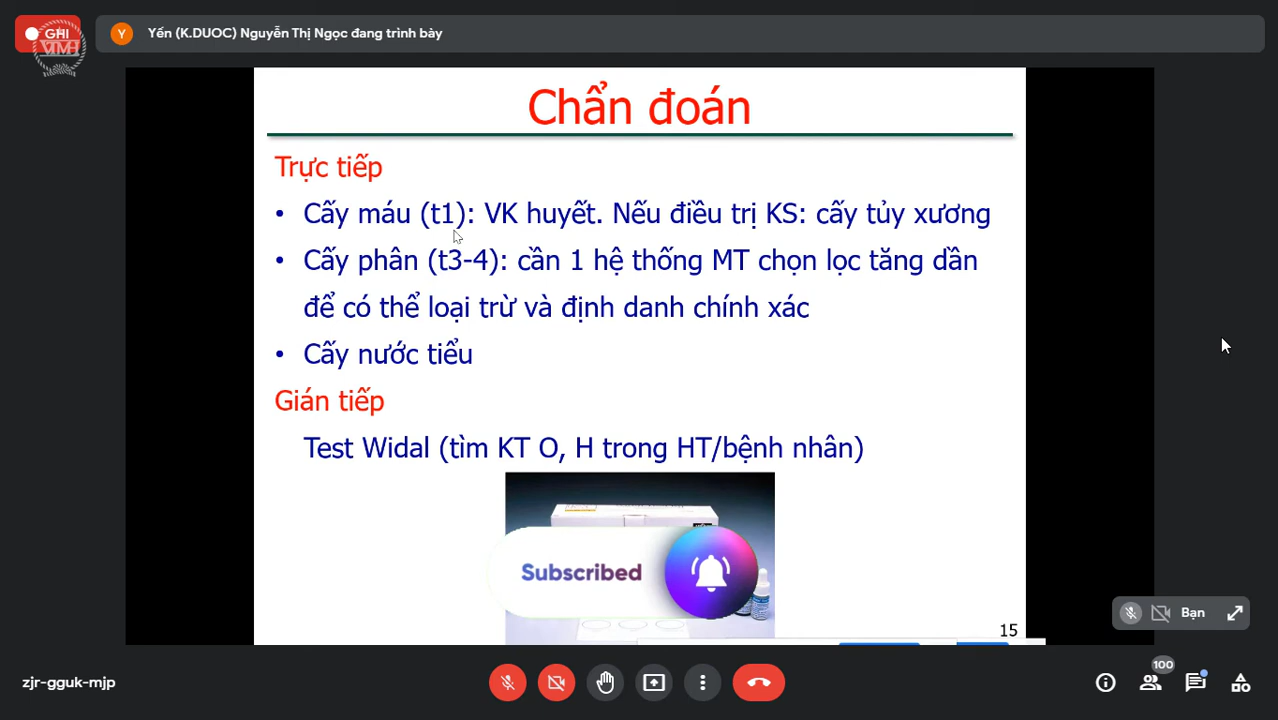 GHI
VTMH
Yến (K.DUOC) Nguyễn Thị Ngọc đang trình bày
Chẩn đoán
Trực tiếp
• Cấy máu (t1): VK huyết. Nếu điều trị KS: cấy tủy xương
• Cấy phân (t3-4): cần 1 hệ thống MT chọn lọc tăng dần
để có thể loại trừ và định danh chính xác
• Cấy nước tiểu
Gián tiếp
Test Widal (tìm KT O, H trong HT/bệnh nhân)
Subscribed
Bạn
15
zjr-gguk-mjp
100